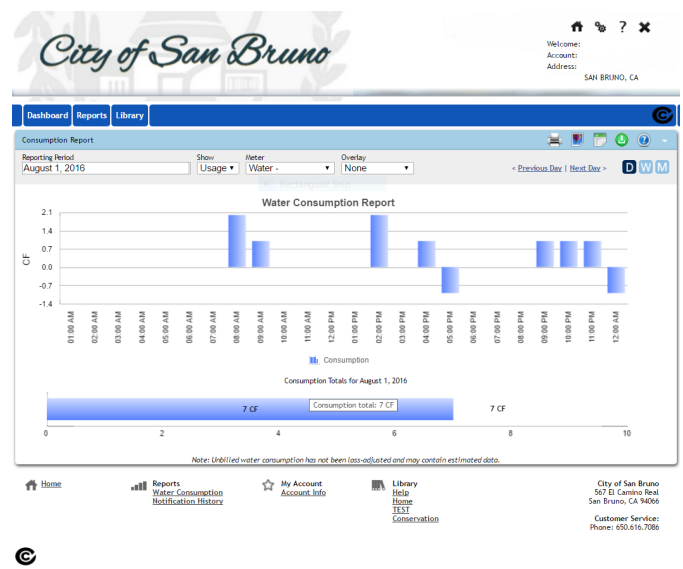 City of San Bruno
?
Welcome:
Account:
Address:
SAN BRUNO, CA
Dashboard Reports Library
Consumption Report
Reporting Period Show Meter Overlay
August 1, 2016 Usage Water - None
< Previous Day | Next Day > D W M
Rectangular Snip
Water Consumption Report
CF
2.1
1.4
0.7
0.0
-0.7
-1.4
01:00 AM
02:00 AM
03:00 AM
04:00 AM
05:00 AM
06:00 AM
07:00 AM
08:00 AM
09:00 AM
10:00 AM
11:00 AM
12:00 PM
01:00 PM
02:00 PM
03:00 PM
04:00 PM
05:00 PM
06:00 PM
07:00 PM
08:00 PM
09:00 PM
10:00 PM
11:00 PM
12:00 AM
Consumption
Consumption Totals for August 1, 2016
7 CF Consumption total: 7 CF 7 CF
0 2 4 6 8 10
Note: Unbilled water consumption has not been loss-adjusted and may contain estimated data.
Home
Reports
Water Consumption
Notification History
My Account
Account Info
Library
Help
Home
TEST
Conservation
City of San Bruno
567 El Camino Real
San Bruno, CA 94066
Customer Service:
Phone: 650.616.7086